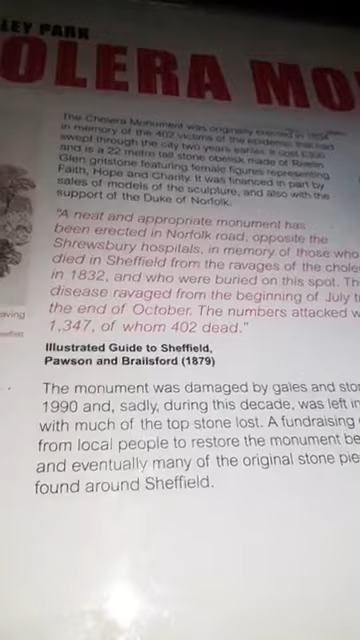 LEY PARK
OLERA MO
The Cholera Monument was originally erected in 1834
in memory of the 402 victims of the epidemic that had
swept through the city two years earlier. It cost
and is a 22 metre tall stone obelisk made of
Glen gritstone featuring female figures representing
Faith, Hope and Charity. It was financed in part by
sales of models of the sculpture, and also with the
support of the Duke of Norfolk.
"A neat and appropriate monument has
been erected in Norfolk road, opposite the
Shrewsbury hospitals, in memory of those who
died in Sheffield from the ravages of the chole
in 1832, and who were buried on this spot. Th
disease ravaged from the beginning of July t
the end of October. The numbers attacked w
1,347, of whom 402 dead."
aving
Illustrated Guide to Sheffield,
Pawson and Brailsford (1879)
The monument was damaged by gales and sto
1990 and, sadly, during this decade, was left in
with much of the top stone lost. A fundraising
from local people to restore the monument be
and eventually many of the original stone pie
found around Sheffield.